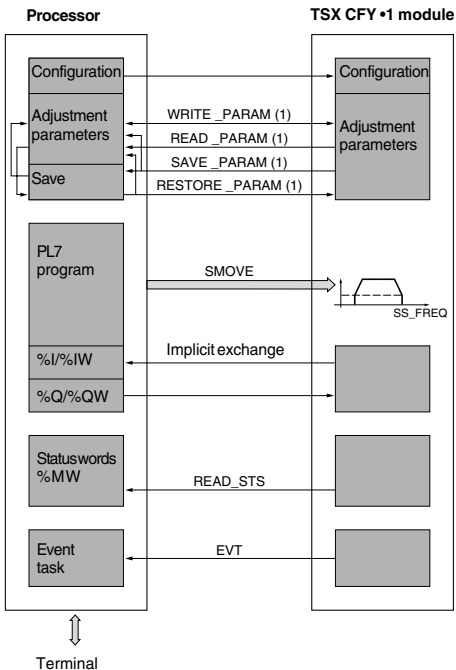 Processor
TSX CFY •1 module
Configuration
Configuration
Adjustment
parameters
WRITE _PARAM (1)
READ _PARAM (1)
SAVE _PARAM (1)
RESTORE _PARAM (1)
Adjustment
parameters
Save
PL7
program
SMOVE
SS_FREQ
%I/%IW
Implicit exchange
%Q/%QW
Statuswords
%MW
READ_STS
Event
task
EVT
Terminal